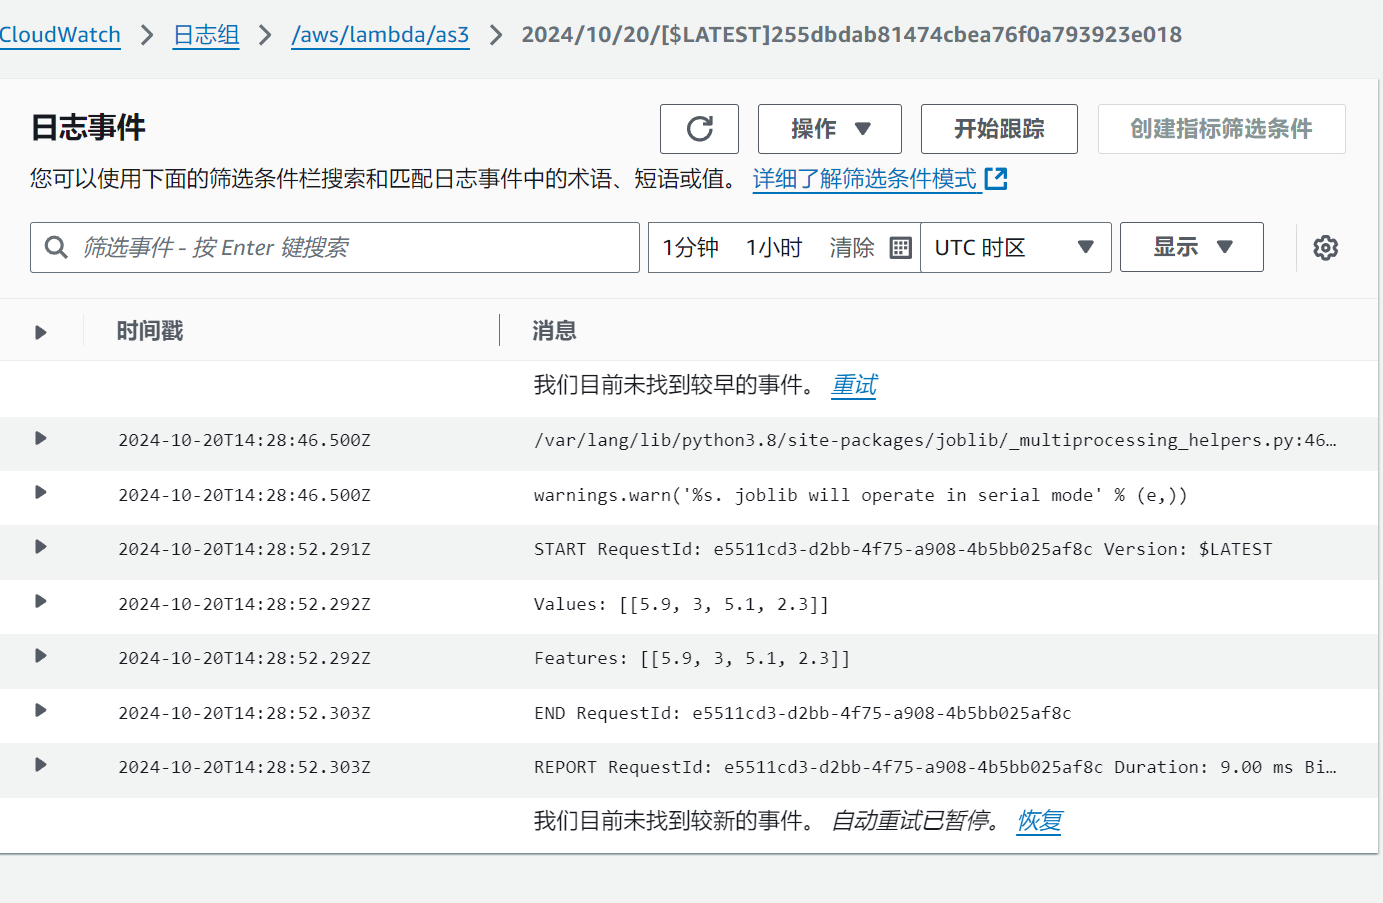 CloudWatch > 日志组 > /aws/lambda/as3 > 2024/10/20/[$LATEST]255dbdab81474cbea76f0a793923e018
日志事件
操作 开始跟踪 创建指标筛选条件
您可以使用下面的筛选条件栏搜索和匹配日志事件中的术语、短语或值。 详细了解筛选条件模式
筛选事件 - 按 Enter 键搜索 1分钟 1小时 清除 UTC 时区 显示
时间戳 消息
我们目前未找到较早的事件。 重试
2024-10-20T14:28:46.500Z /var/lang/lib/python3.8/site-packages/joblib/_multiprocessing_helpers.py:46…
2024-10-20T14:28:46.500Z warnings.warn('%s. joblib will operate in serial mode' % (e,))
2024-10-20T14:28:52.291Z START RequestId: e5511cd3-d2bb-4f75-a908-4b5bb025af8c Version: $LATEST
2024-10-20T14:28:52.292Z Values: [[5.9, 3, 5.1, 2.3]]
2024-10-20T14:28:52.292Z Features: [[5.9, 3, 5.1, 2.3]]
2024-10-20T14:28:52.303Z END RequestId: e5511cd3-d2bb-4f75-a908-4b5bb025af8c
2024-10-20T14:28:52.303Z REPORT RequestId: e5511cd3-d2bb-4f75-a908-4b5bb025af8c Duration: 9.00 ms Bi…
我们目前未找到较新的事件。 自动重试已暂停。 恢复